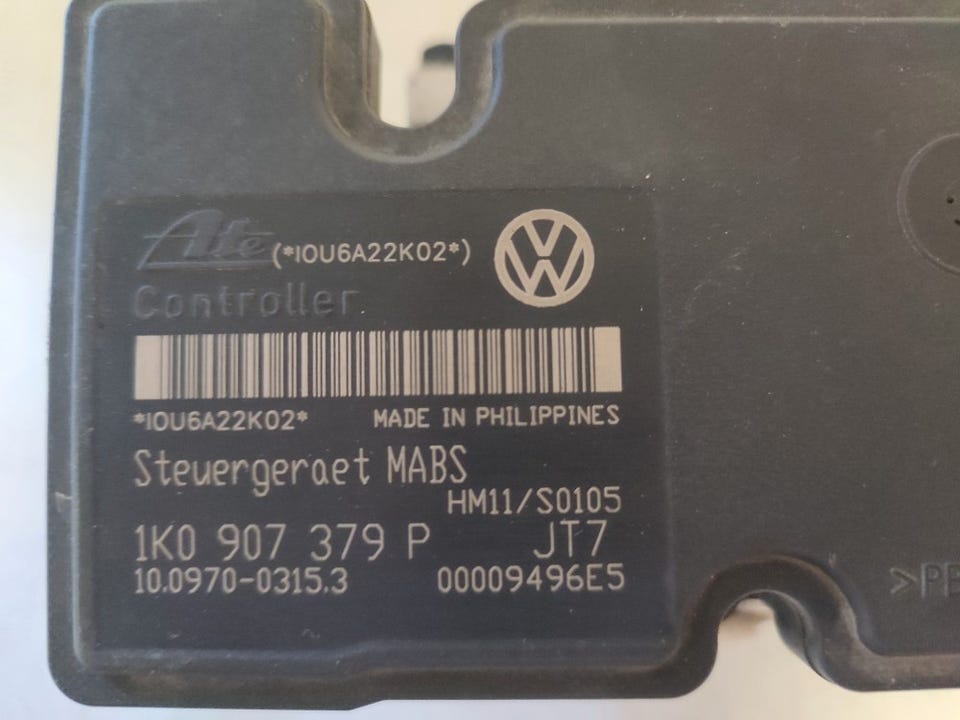 Ate (*IOU6A22K02*)
Controller
*IOU6A22K02* MADE IN PHILIPPINES
Steuergeraet MABS
HM11/S0105
1K0 907 379 P JT7
10.0970-0315.3 00009496E5